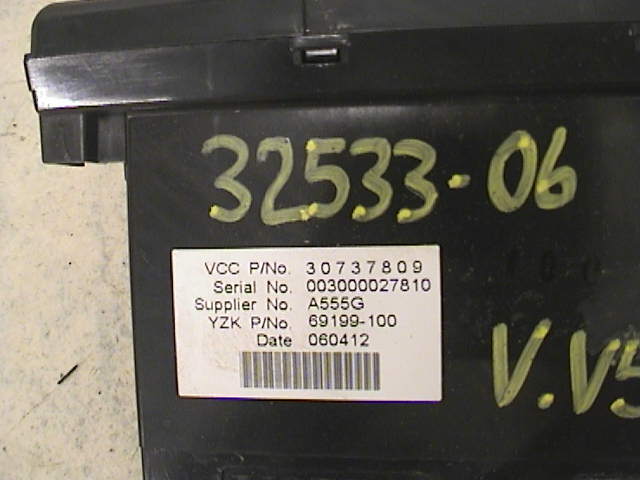 32533-06
VCC P/No. 30737809
Serial No. 003000027810
Supplier No. A555G
YZK P/No. 69199-100
Date 060412
V.V5